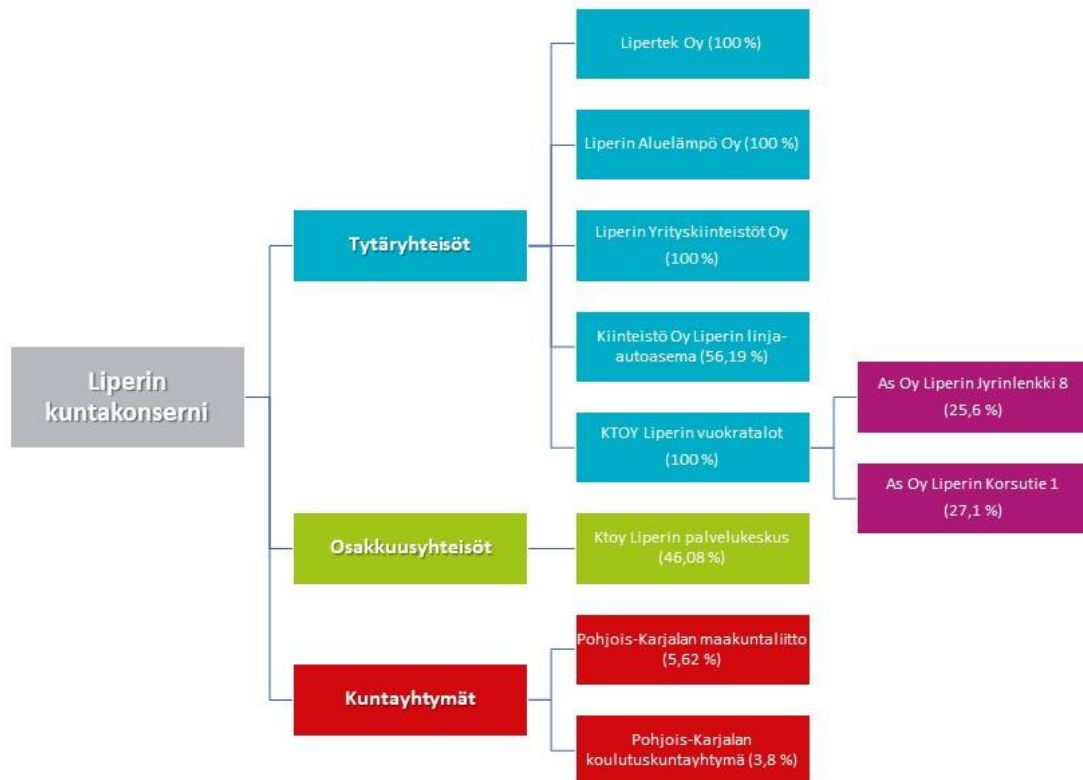 Liperin
kuntakonserni
Tytäryhteisöt
Lipertek Oy (100 %)
Liperin Aluelämpö Oy (100 %)
Liperin Yrityskiinteistöt Oy
(100 %)
Kiinteistö Oy Liperin linja-
autoasema (56,19 %)
KTOY Liperin vuokratalot
(100 %)
As Oy Liperin Jyrinlenkki 8
(25,6 %)
As Oy Liperin Korsutie 1
(27,1 %)
Osakkuusyhteisöt
Ktoy Liperin palvelukeskus
(46,08 %)
Kuntayhtymät
Pohjois-Karjalan maakuntaliitto
(5,62 %)
Pohjois-Karjalan
koulutuskuntayhtymä (3,8 %)